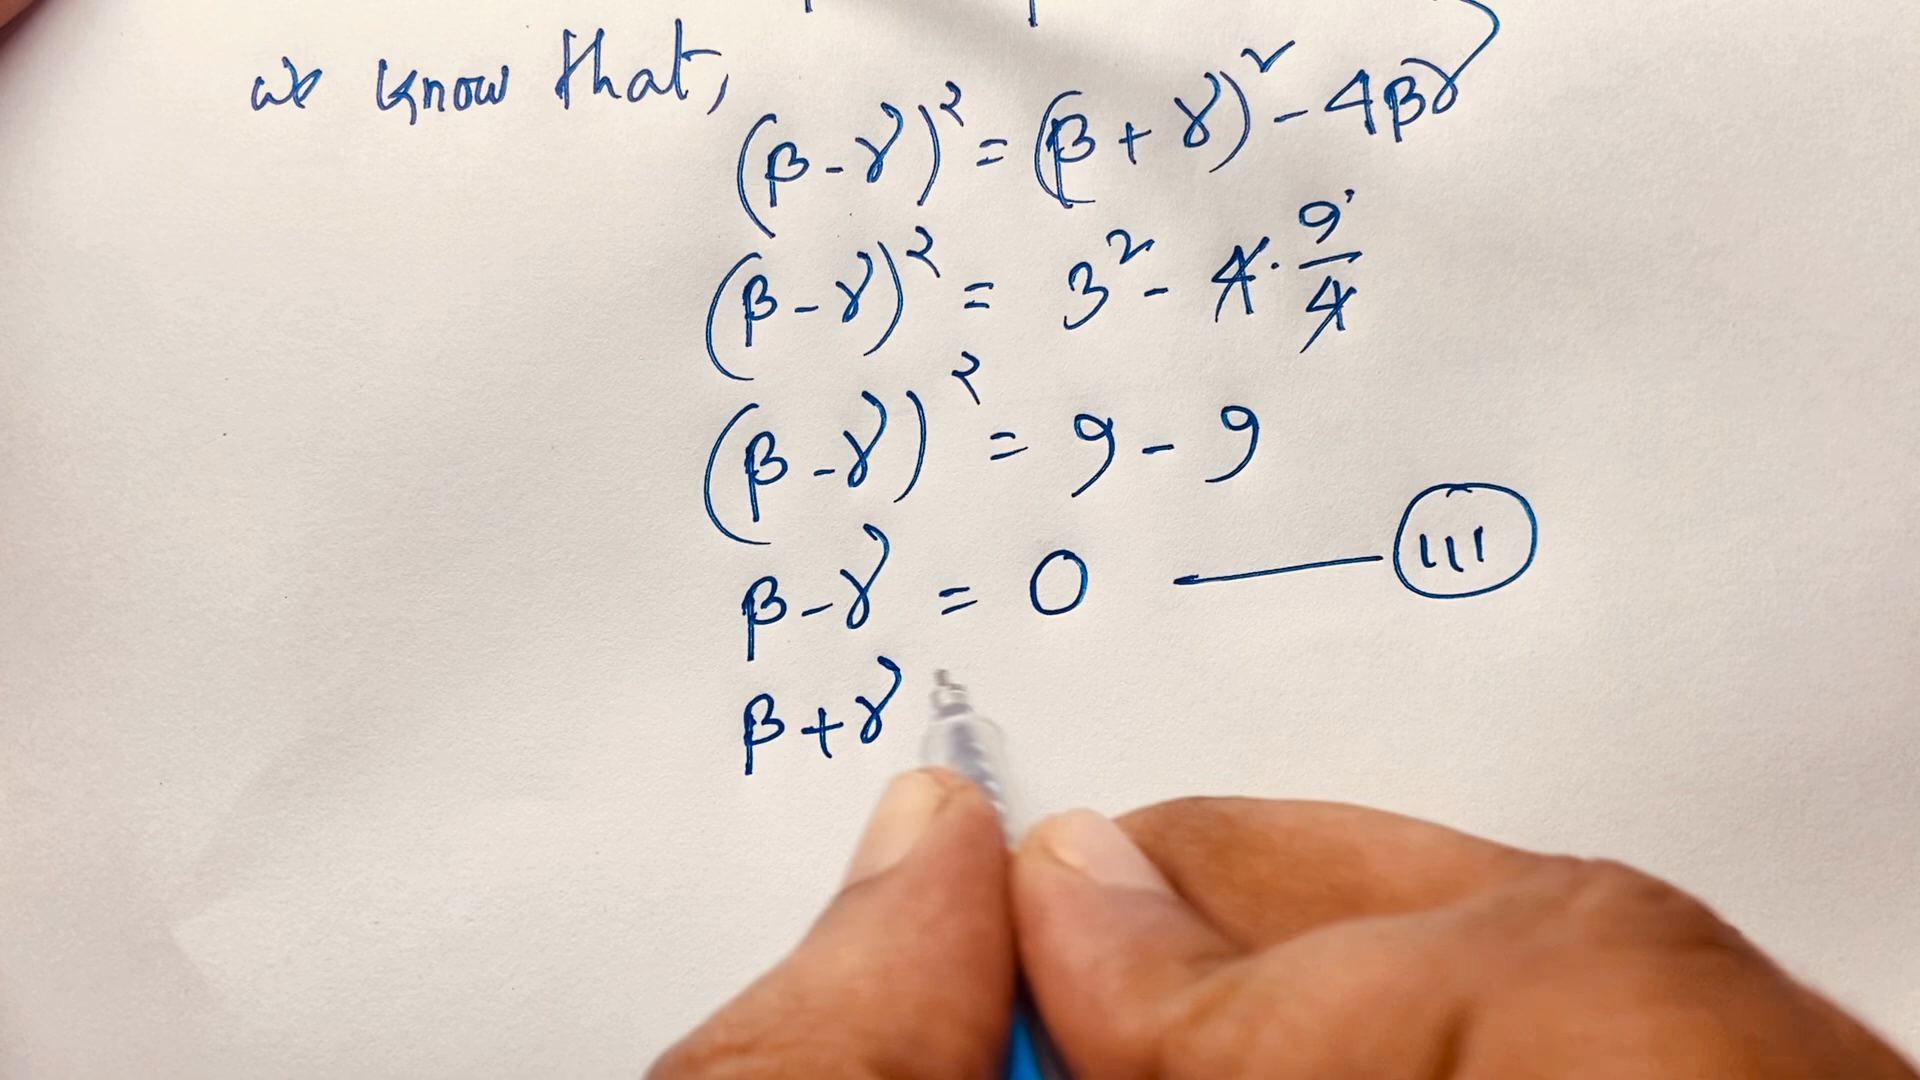 we know that,
(β-γ)² = (β+γ)² - 4βγ
(β-γ)² = 3² - 4·9/4
(β-γ)² = 9 - 9
β-γ = 0 — III
β+γ